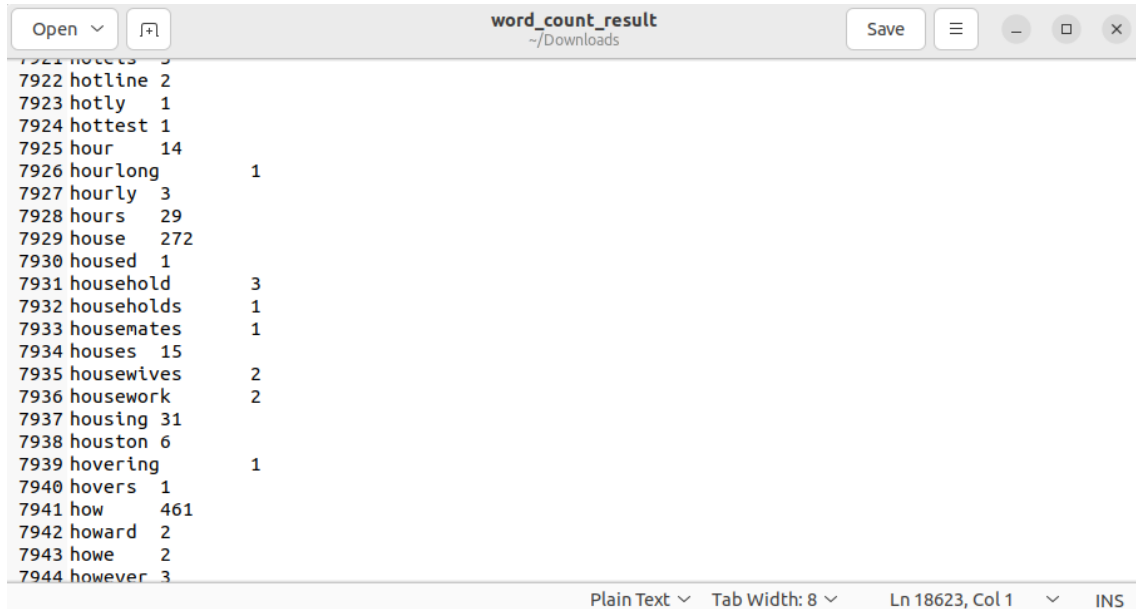 Open
word_count_result
~/Downloads
Save
7921 hotels
7922 hotline 2
7923 hotly 1
7924 hottest 1
7925 hour 14
7926 hourlong 1
7927 hourly 3
7928 hours 29
7929 house 272
7930 housed 1
7931 household 3
7932 households 1
7933 housemates 1
7934 houses 15
7935 housewives 2
7936 housework 2
7937 housing 31
7938 houston 6
7939 hovering 1
7940 hovers 1
7941 how 461
7942 howard 2
7943 howe 2
7944 however 3
Plain Text Tab Width: 8 Ln 18623, Col 1 INS